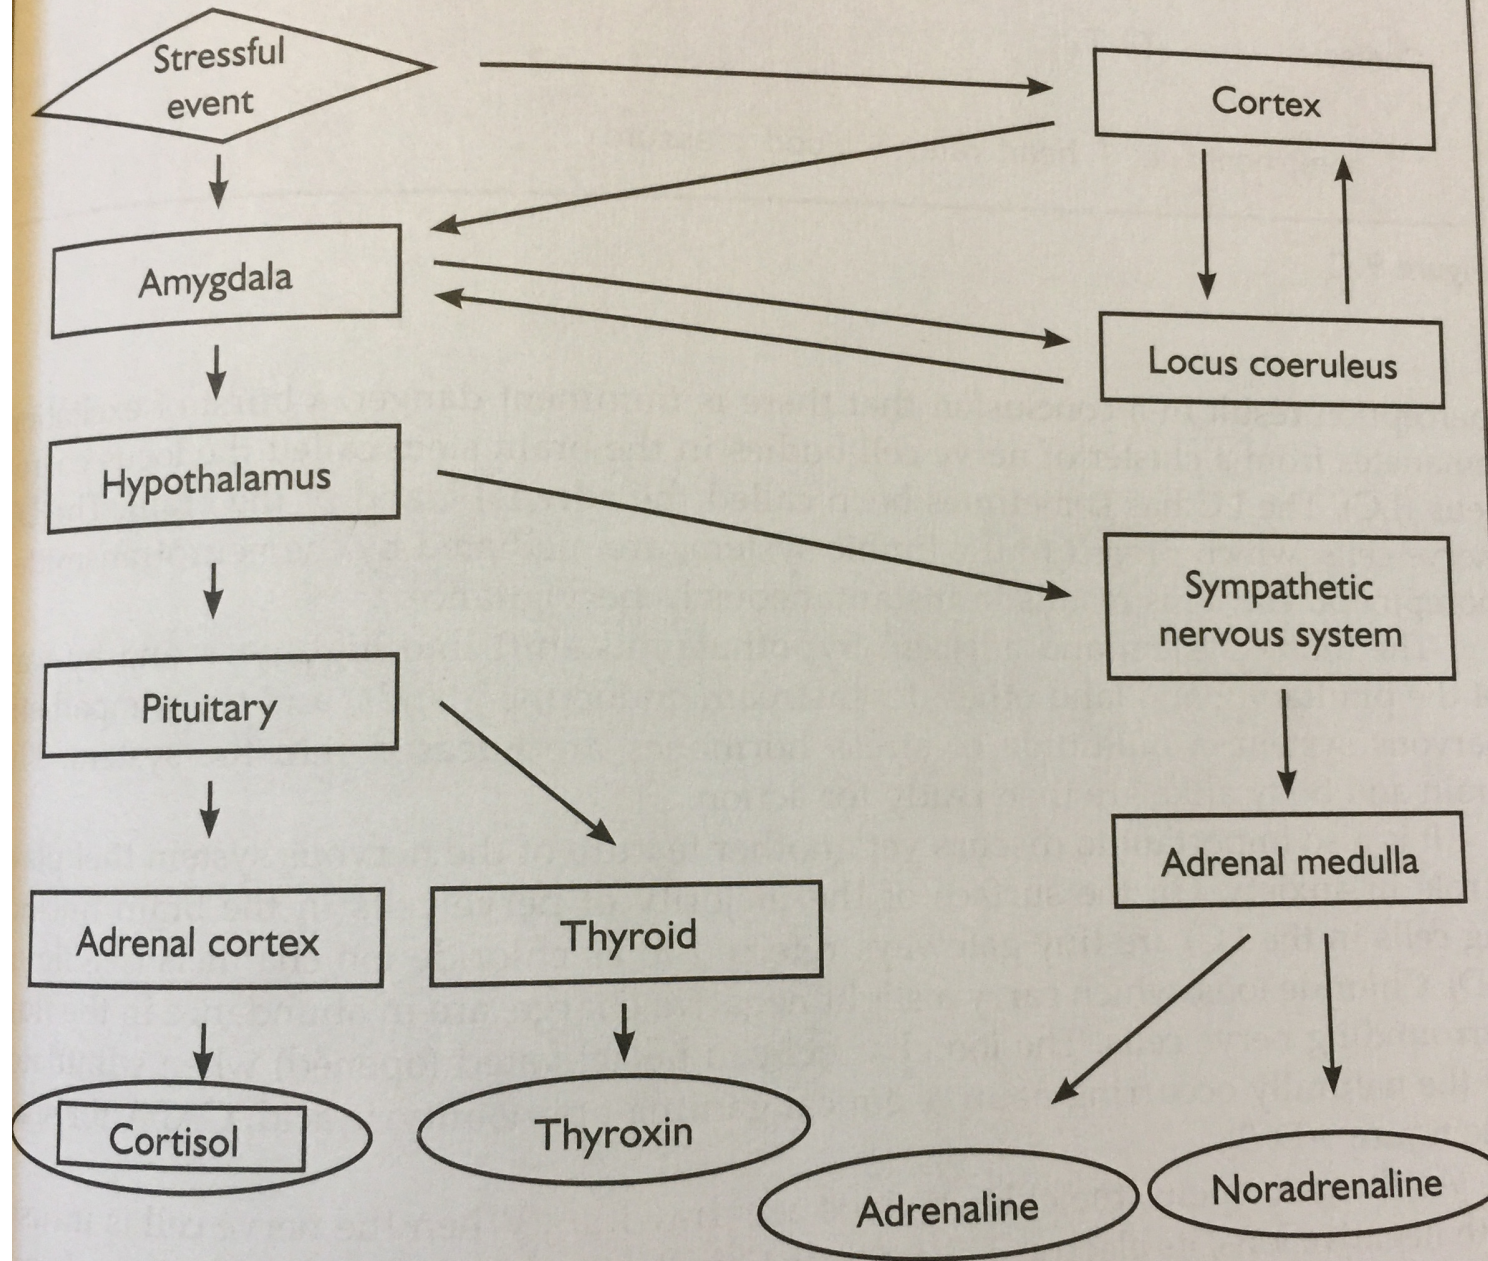 Stressful
event
Cortex
Amygdala
Locus coeruleus
Hypothalamus
Sympathetic
nervous system
Pituitary
Adrenal medulla
Adrenal cortex
Thyroid
Cortisol
Thyroxin
Adrenaline
Noradrenaline